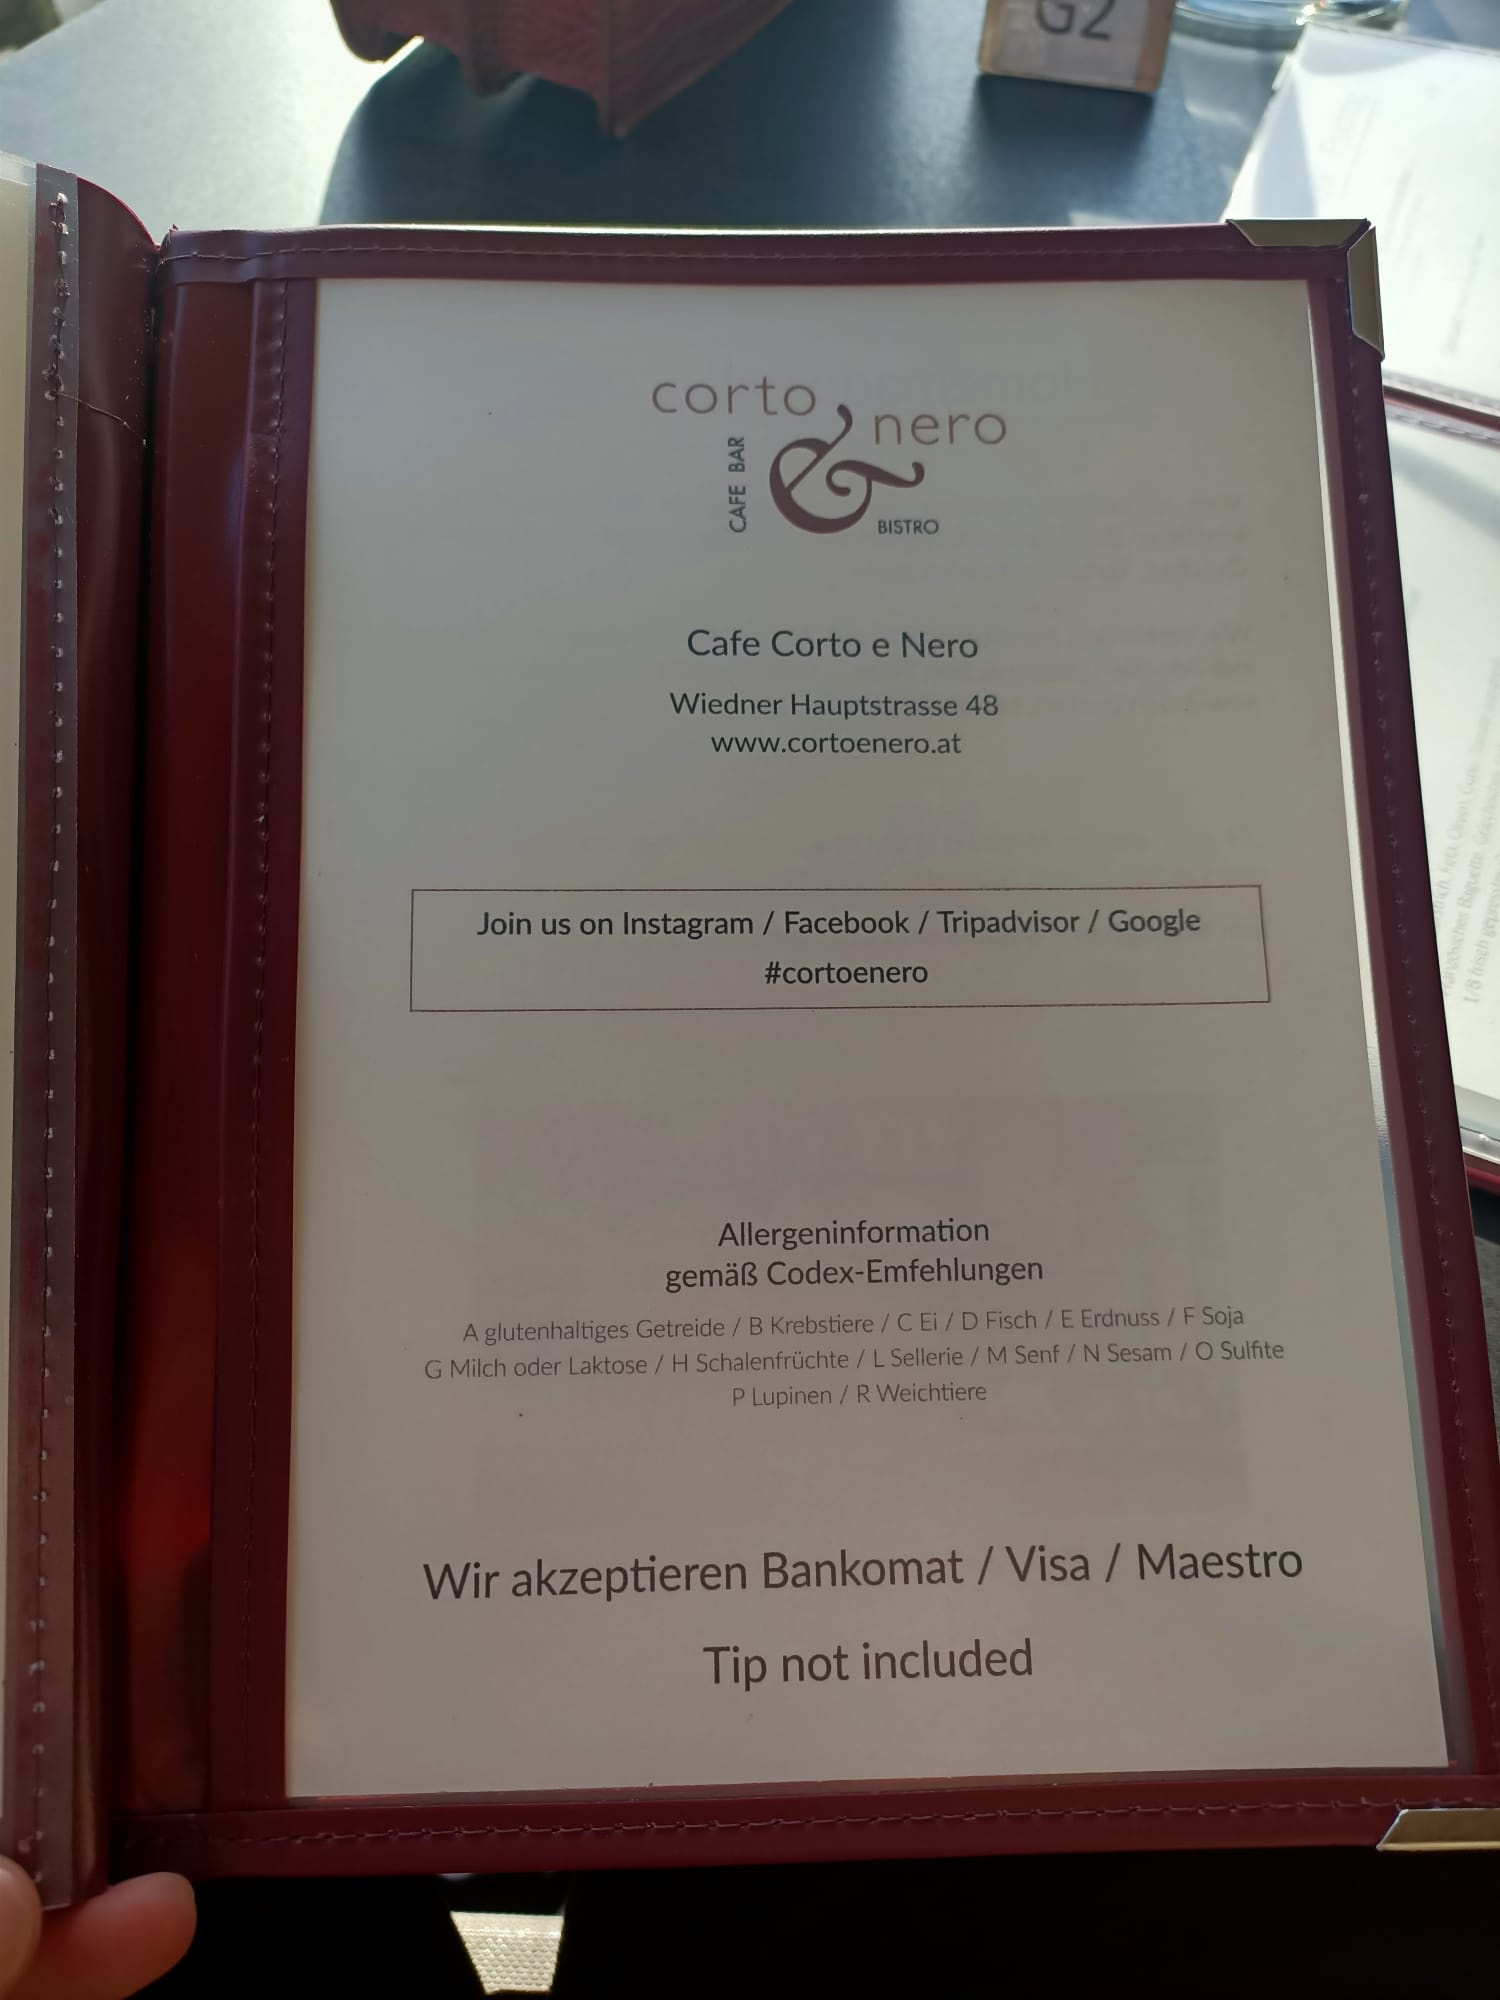 G2
corto
& nero
CAFE BAR
BISTRO
Cafe Corto e Nero
Wiedner Hauptstrasse 48
www.cortoenero.at
Join us on Instagram / Facebook / Tripadvisor / Google
#cortoenero
Allergeninformation
gemäß Codex-Emfehlungen
A glutenhaltiges Getreide / B Krebstiere / C Ei / D Fisch / E Erdnuss / F Soja
G Milch oder Laktose / H Schalenfrüchte / L Sellerie / M Senf / N Sesam / O Sulfite
P Lupinen / R Weichtiere
Wir akzeptieren Bankomat / Visa / Maestro
Tip not included